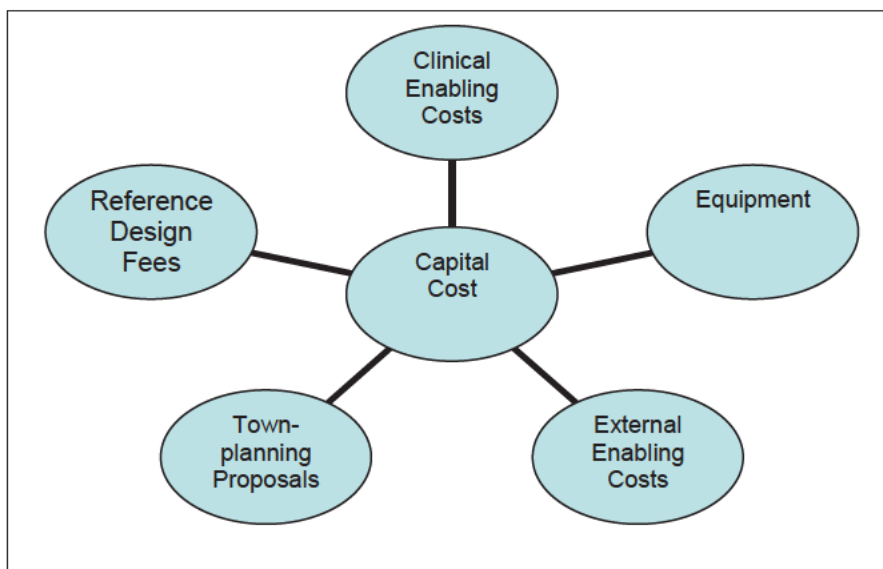 Clinical
Enabling
Costs
Reference
Design
Fees
Equipment
Capital
Cost
Town-
planning
Proposals
External
Enabling
Costs